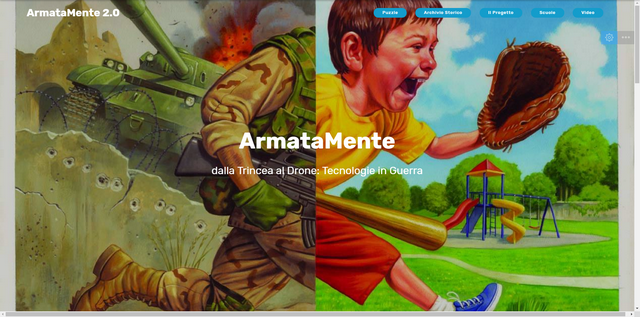 ArmataMente 2.0
Puzzle
Archivio Storico
il Progetto
Scuole
Video
ArmataMente
dalla Trincea al Drone: Tecnologie in Guerra